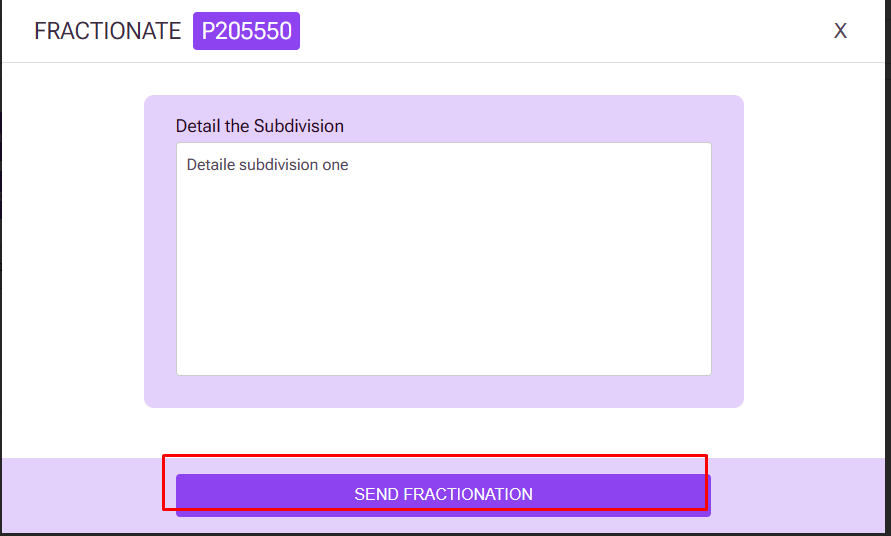 FRACTIONATE P205550 X
Detail the Subdivision
Detaile subdivision one
SEND FRACTIONATION